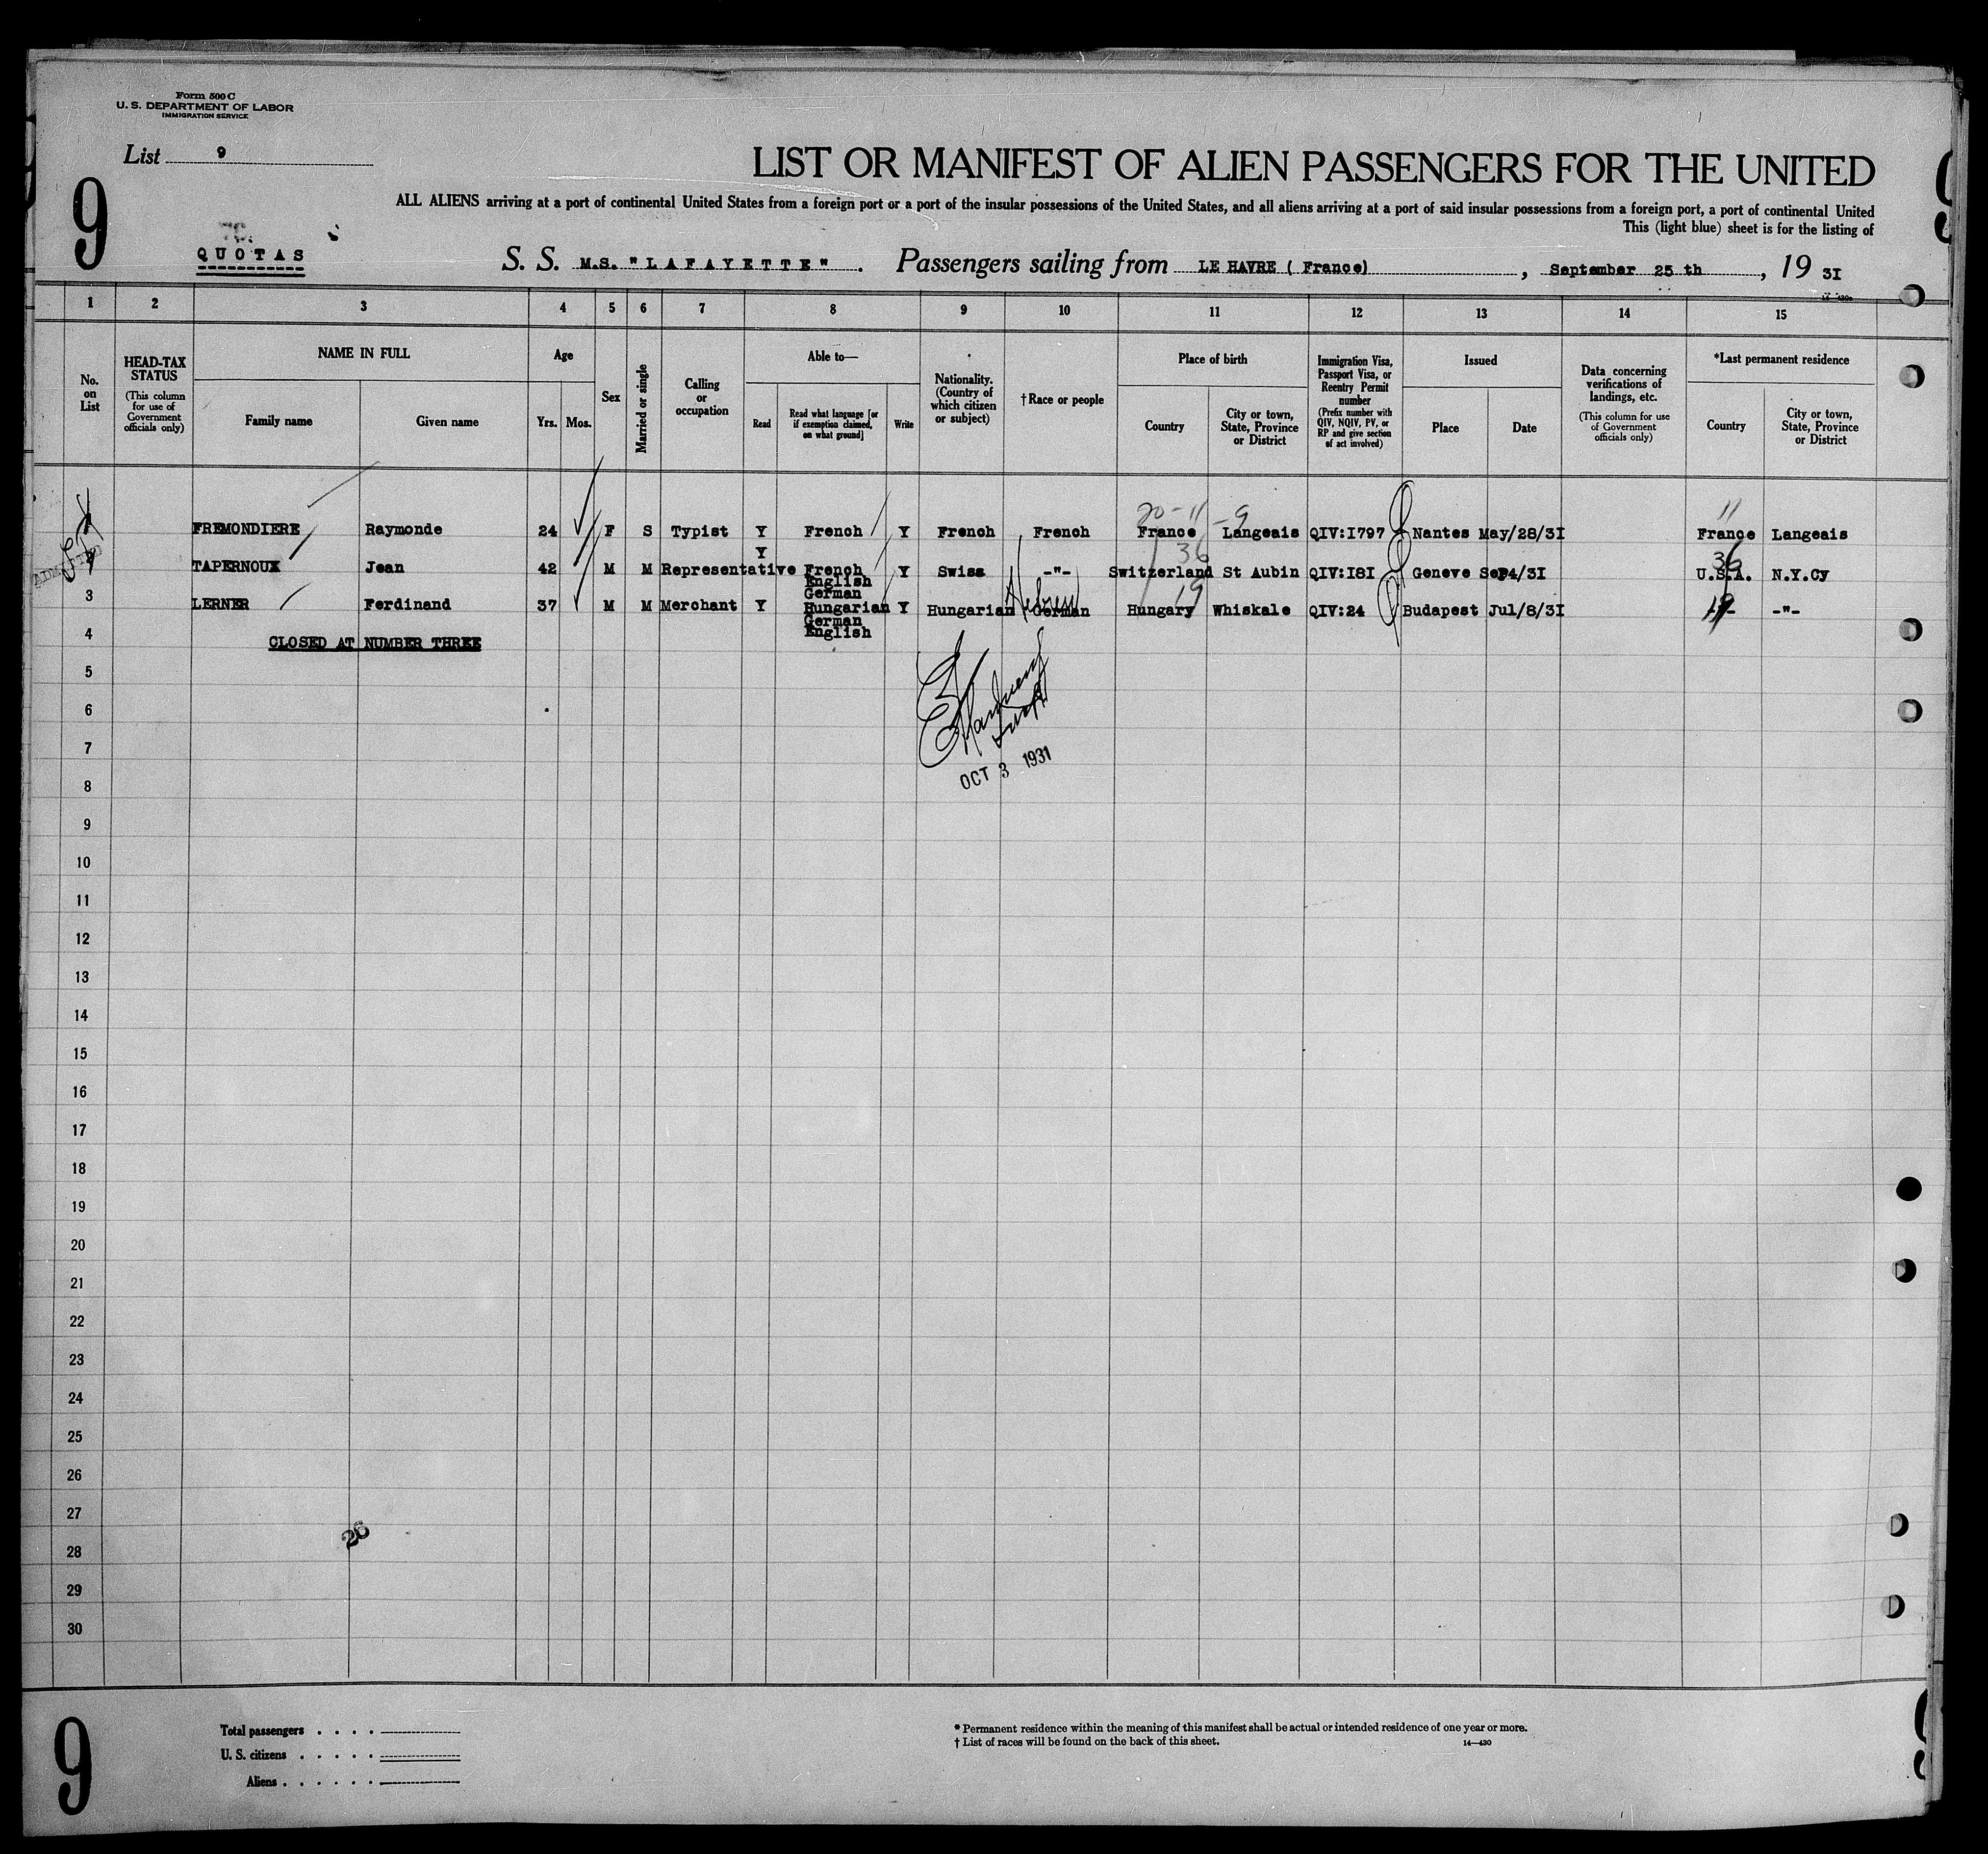 Form 500 C
U. S. DEPARTMENT OF LABOR
IMMIGRATION SERVICE
List 9
9
LIST OR MANIFEST OF ALIEN PASSENGERS FOR THE UNITED
ALL ALIENS arriving at a port of continental United States from a foreign port or a port of the insular possessions of the United States, and all aliens arriving at a port of said insular possessions from a foreign port, a port of continental United
This (light blue) sheet is for the listing of
QUOTAS
S. S. M.S. "LAFAYETTE". Passengers sailing from LE HAVRE ( France) , September 25 th , 19 3I
1 2 3 4 5 6 7 8 9 10 11 12 13 14 15
No. on List
HEAD-TAX STATUS
(This column for use of Government officials only)
NAME IN FULL
Family name Given name
Age
Yrs. Mos.
Sex
Married or single
Calling or occupation
Able to—
Read
Read what language [or if exemption claimed, on what ground]
Write
Nationality. (Country of which citizen or subject)
†Race or people
Place of birth
Country
City or town, State, Province or District
Immigration Visa, Passport Visa, or Reentry Permit number
(Prefix number with QIV, NQIV, PV, or RP and give section of act involved)
Issued
Place Date
Data concerning verifications of landings, etc.
(This column for use of Government officials only)
*Last permanent residence
Country
City or town, State, Province or District
20-11 -9 11
FREMONDIERE Raymonde 24 F S Typist Y French Y French French France Langeais QIV:I797 Nantes May/28/3I France Langeais
36 36
TAPERNOUX Jean 42 M M Representative Y French English German Y Swiss -"- Switzerland St Aubin QIV:I8I Geneve Sep4/3I U.S.A. N.Y.Cy
Hebrew 19 19
3 LERNER Ferdinand 37 M M Merchant Y Hungarian German English Y Hungarian German Hungary Whiskale QIV:24 Budapest Jul/8/3I -"- -"-
4 CLOSED AT NUMBER THREE
5
6
7
OCT 3 1931
8
9
10
11
12
13
14
15
16
17
18
19
20
21
22
23
24
25
26
27
26
28
29
30
9
Total passengers . . . .
U. S. citizens . . . . .
Aliens . . . . . .
* Permanent residence within the meaning of this manifest shall be actual or intended residence of one year or more.
† List of races will be found on the back of this sheet.
14—430